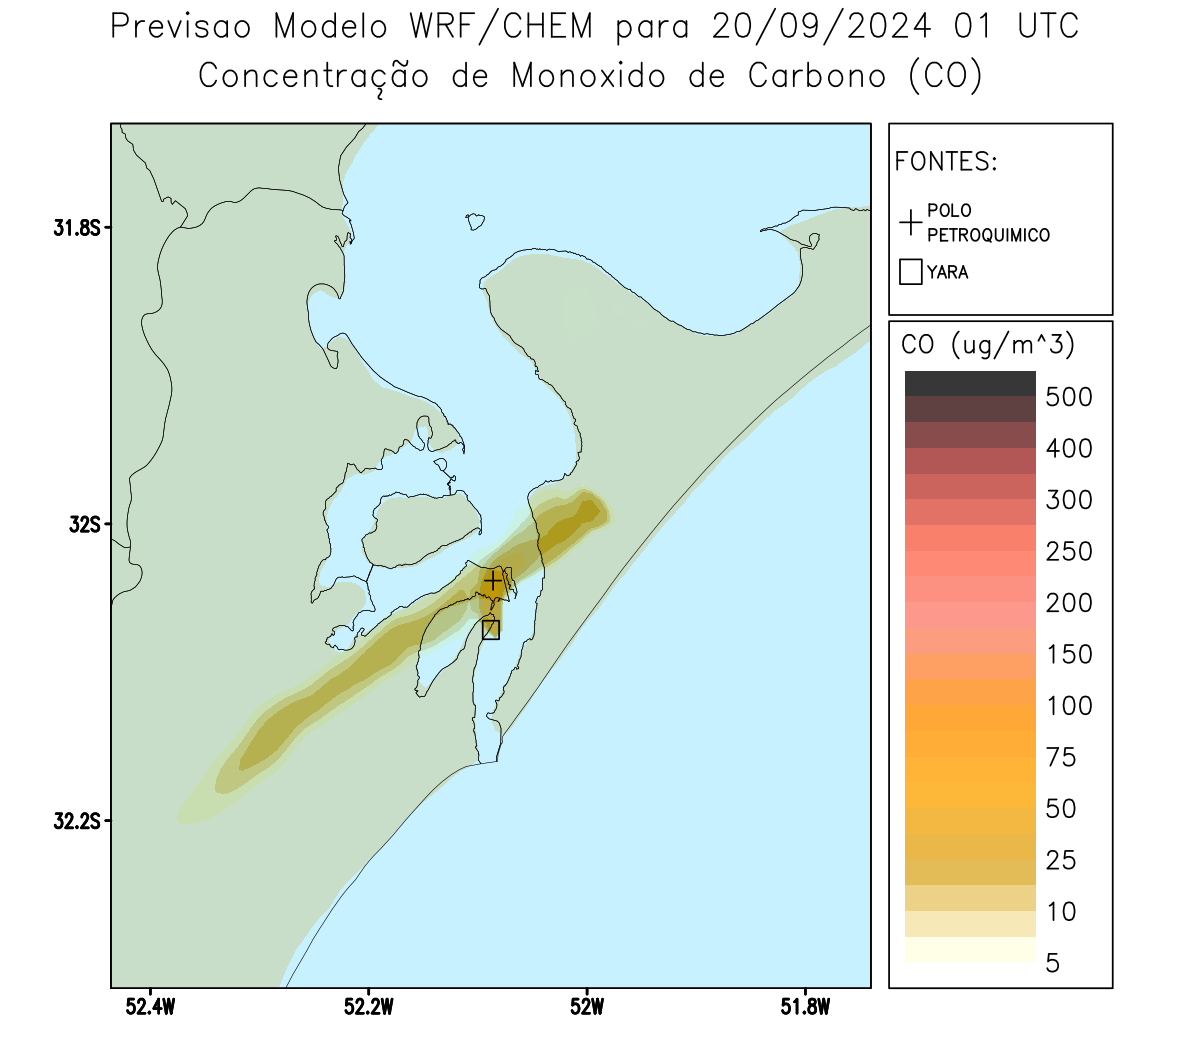 Previsao Modelo WRF/CHEM para 20/09/2024 01 UTC
Concentração de Monoxido de Carbono (CO)
FONTES:
POLO
PETROQUIMICO
YARA
CO (ug/m^3)
500
400
300
250
200
150
100
75
50
25
10
5
31.8S
32S
32.2S
52.4W
52.2W
52W
51.8W